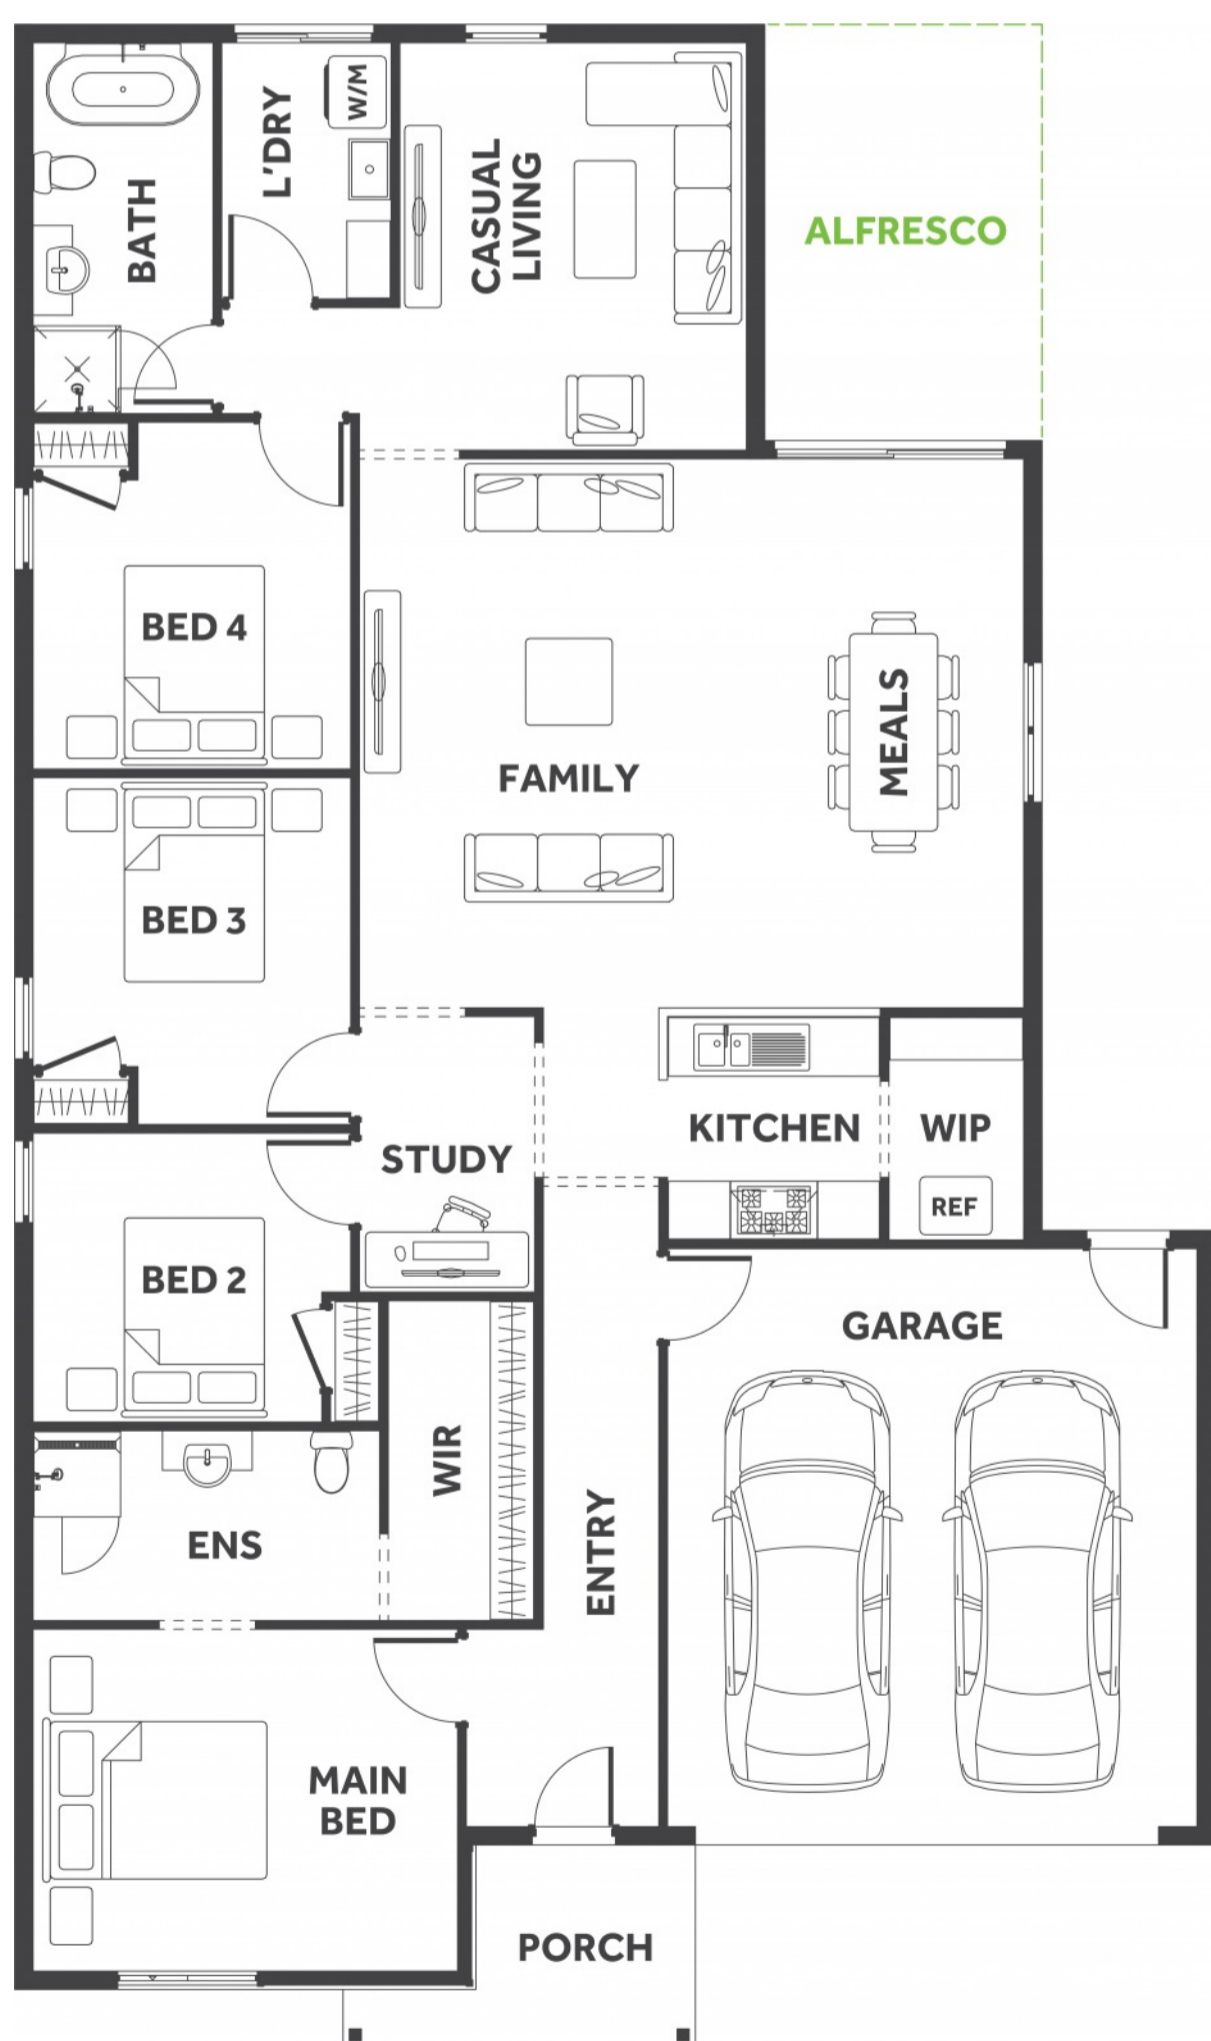 BATH
L'DRY
W/M
CASUAL
LIVING
ALFRESCO
BED 4
FAMILY
MEALS
BED 3
STUDY
KITCHEN
WIP
REF
BED 2
GARAGE
WIR
ENS
ENTRY
MAIN
BED
PORCH